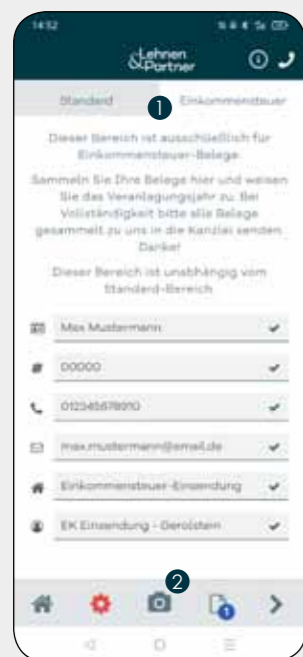 14:52
Lehnen
&Partner
Standard
1
Einkommensteuer
Dieser Bereich ist ausschließlich für
Einkommensteuer-Belege.
Sammeln Sie Ihre Belege hier und weisen
Sie das Veranlagungsjahr zu. Bei
Vollständigkeit bitte alle Belege
gesammelt zu uns in die Kanzlei senden.
Danke!
Dieser Bereich ist unabhängig vom
Standard-Bereich
Max Mustermann
00000
012345678910
max.mustermann@email.de
Einkommensteuer-Einsendung
EK Einsendung - Gerolstein
2
1